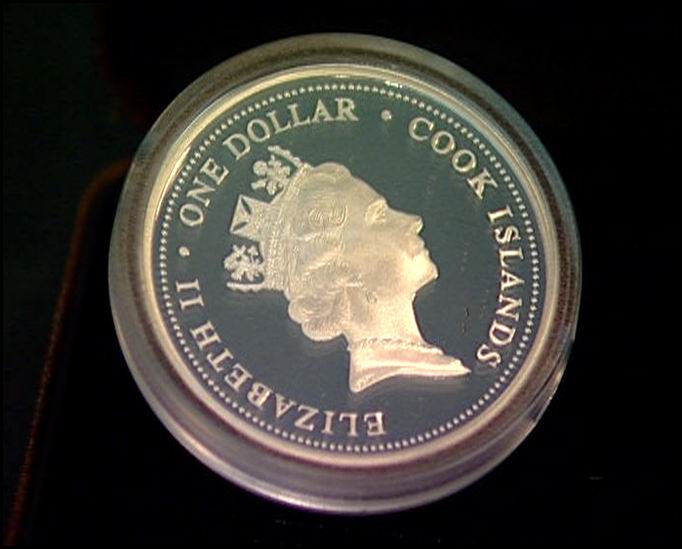 ELIZABETH II • ONE DOLLAR • COOK ISLANDS